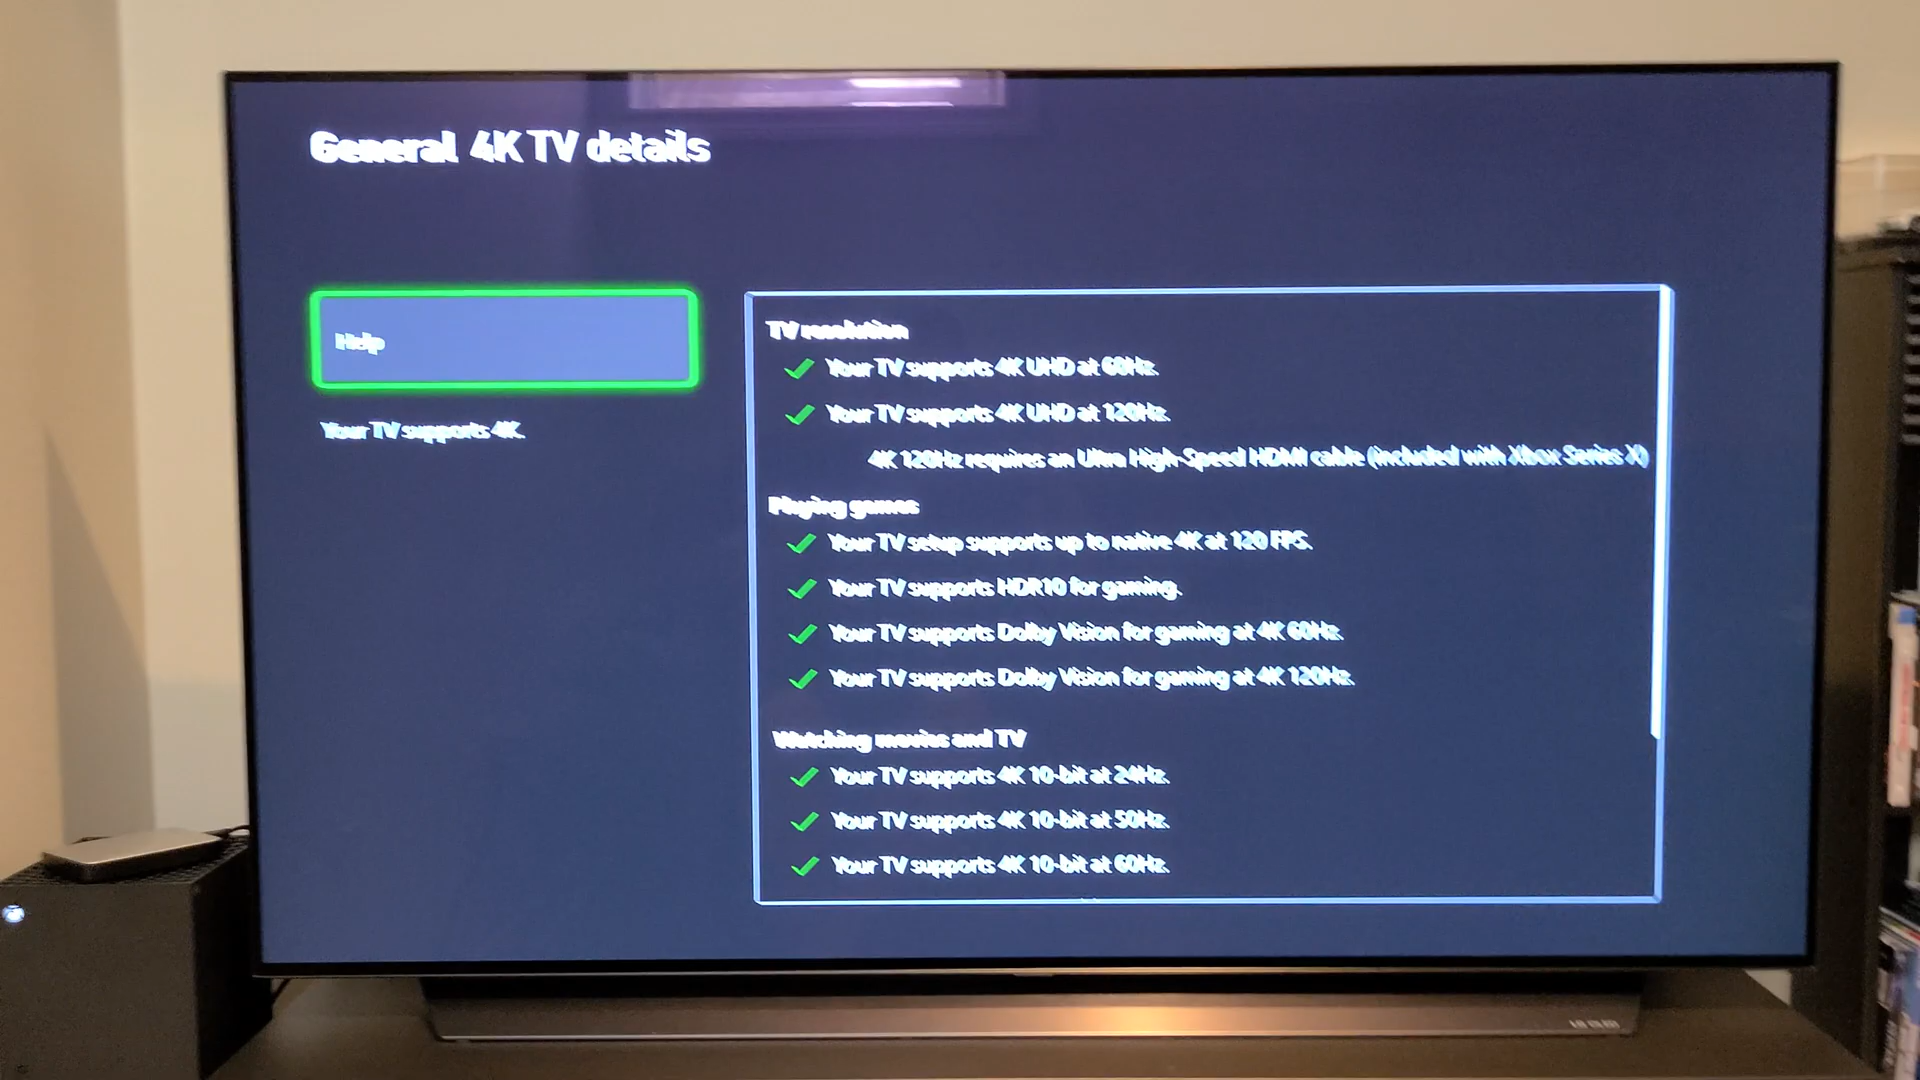 General 4K TV details
Help
Your TV supports 4K.
TV resolution
Your TV supports 4K UHD at 60Hz.
Your TV supports 4K UHD at 120Hz.
4K 120Hz requires an Ultra High-Speed HDMI cable (included with Xbox Series X)
Playing games
Your TV setup supports up to native 4K at 120 FPS.
Your TV supports HDR10 for gaming.
Your TV supports Dolby Vision for gaming at 4K 60Hz.
Your TV supports Dolby Vision for gaming at 4K 120Hz.
Watching movies and TV
Your TV supports 4K 10-bit at 24Hz.
Your TV supports 4K 10-bit at 50Hz.
Your TV supports 4K 10-bit at 60Hz.
LG OLED